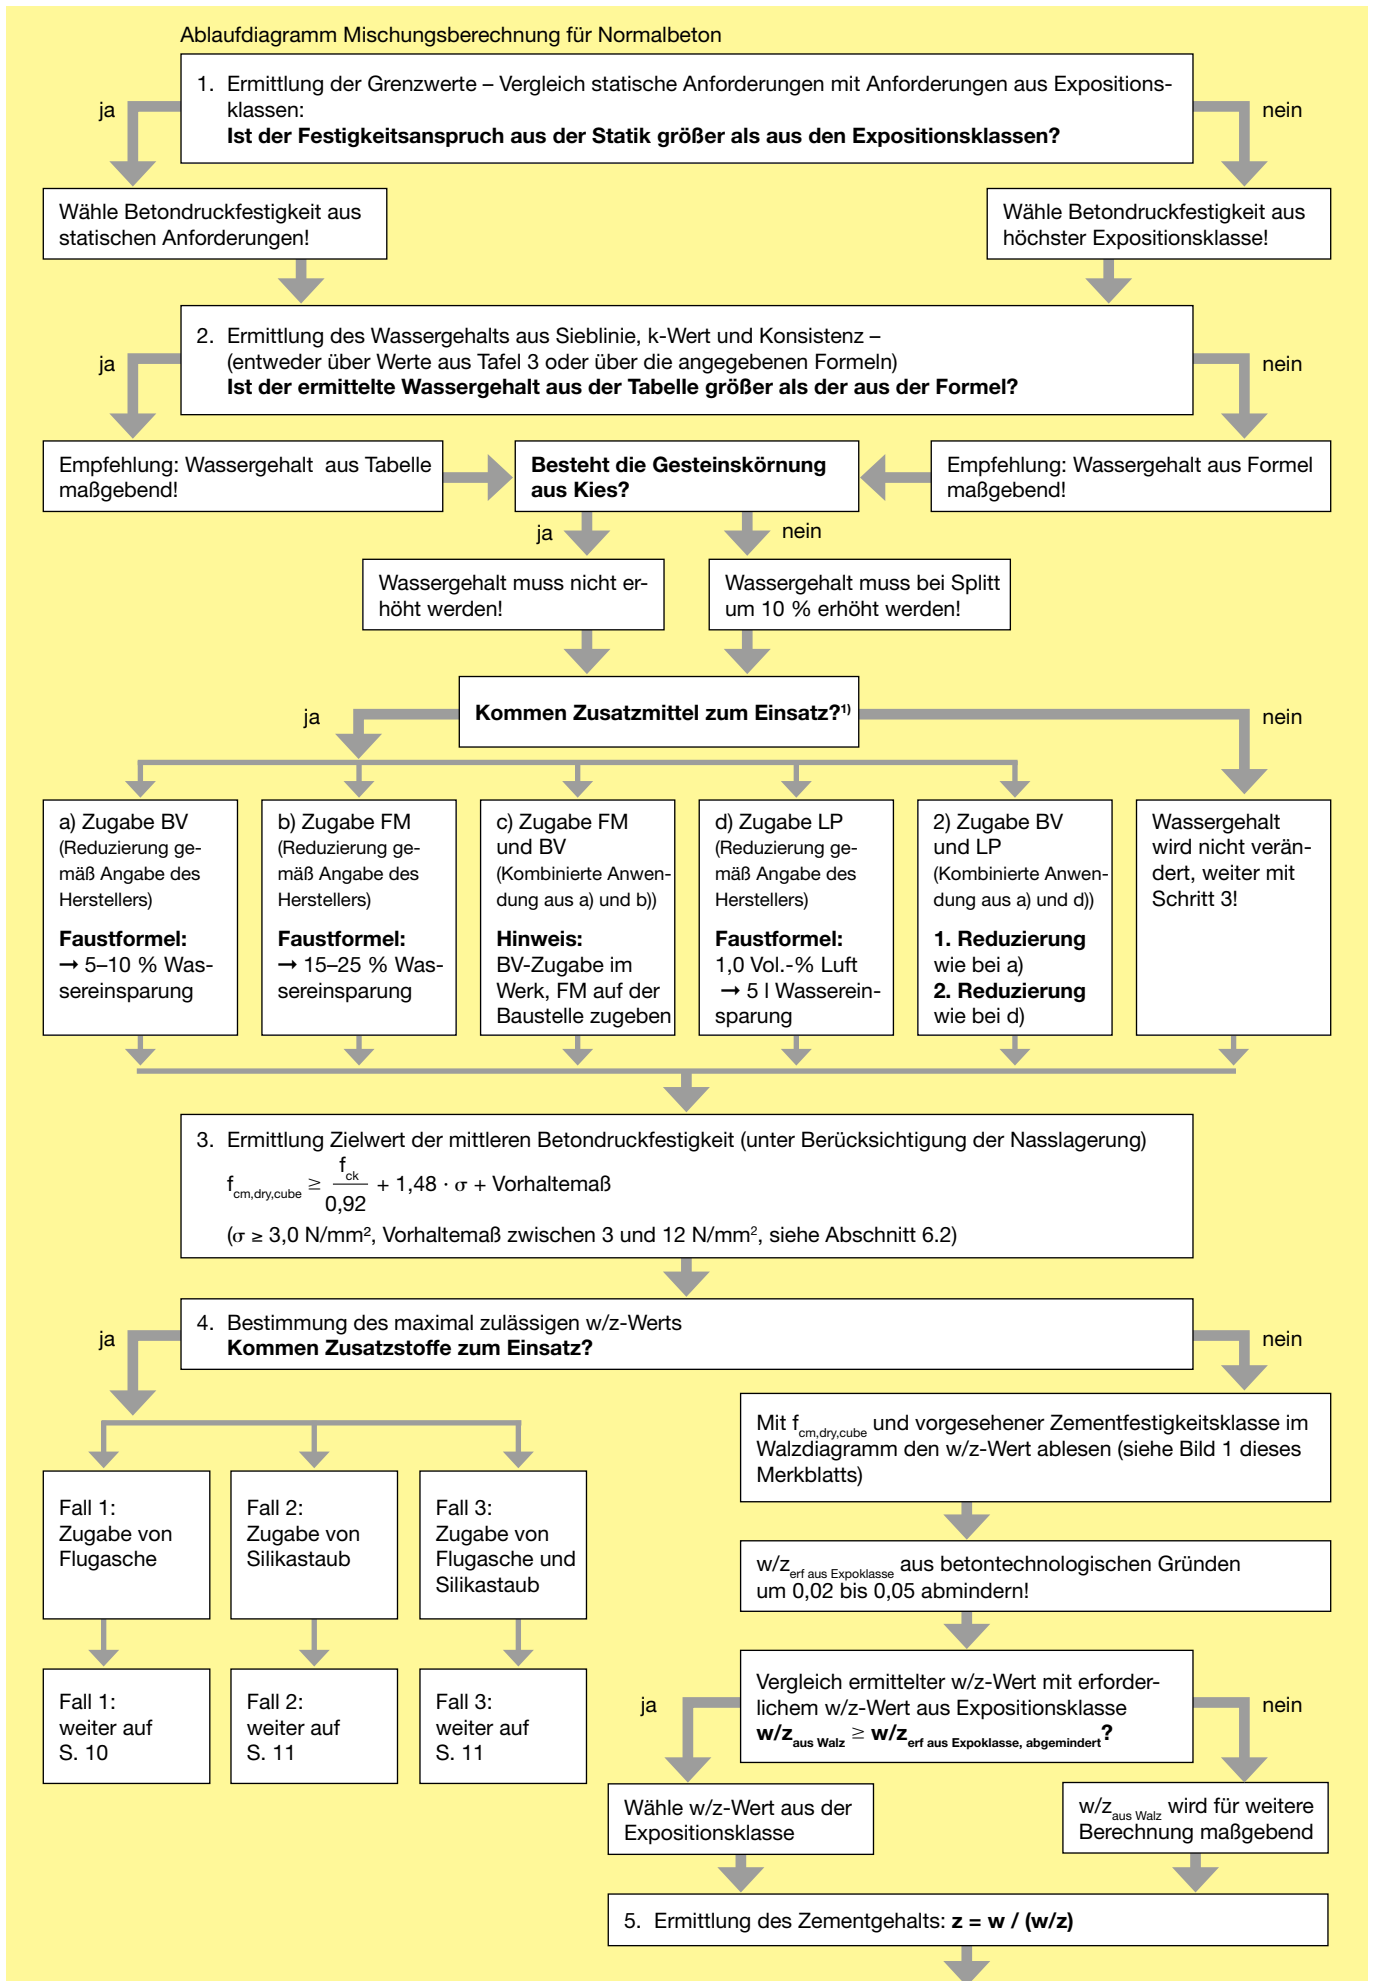 Ablaufdiagramm Mischungsberechnung für Normalbeton
1. Ermittlung der Grenzwerte – Vergleich statische Anforderungen mit Anforderungen aus Expositions-
klassen:
Ist der Festigkeitsanspruch aus der Statik größer als aus den Expositionsklassen?
ja
nein
Wähle Betondruckfestigkeit aus
statischen Anforderungen!
Wähle Betondruckfestigkeit aus
höchster Expositionsklasse!
2. Ermittlung des Wassergehalts aus Sieblinie, k-Wert und Konsistenz –
(entweder über Werte aus Tafel 3 oder über die angegebenen Formeln)
Ist der ermittelte Wassergehalt aus der Tabelle größer als der aus der Formel?
ja
nein
Empfehlung: Wassergehalt aus Tabelle
maßgebend!
Besteht die Gesteinskörnung
aus Kies?
Empfehlung: Wassergehalt aus Formel
maßgebend!
ja
nein
Wassergehalt muss nicht er-
höht werden!
Wassergehalt muss bei Splitt
um 10 % erhöht werden!
Kommen Zusatzmittel zum Einsatz?1)
ja
nein
a) Zugabe BV
(Reduzierung ge-
mäß Angabe des
Herstellers)
Faustformel:
→ 5–10 % Was-
sereinsparung
b) Zugabe FM
(Reduzierung ge-
mäß Angabe des
Herstellers)
Faustformel:
→ 15–25 % Was-
sereinsparung
c) Zugabe FM
und BV
(Kombinierte Anwen-
dung aus a) und b))
Hinweis:
BV-Zugabe im
Werk, FM auf der
Baustelle zugeben
d) Zugabe LP
(Reduzierung ge-
mäß Angabe des
Herstellers)
Faustformel:
1,0 Vol.-% Luft
→ 5 l Wasserein-
sparung
2) Zugabe BV
und LP
(Kombinierte Anwen-
dung aus a) und d))
1. Reduzierung
wie bei a)
2. Reduzierung
wie bei d)
Wassergehalt
wird nicht verän-
dert, weiter mit
Schritt 3!
3. Ermittlung Zielwert der mittleren Betondruckfestigkeit (unter Berücksichtigung der Nasslagerung)
fcm,dry,cube ≥ fck / 0,92 + 1,48 · σ + Vorhaltemaß
(σ ≥ 3,0 N/mm², Vorhaltemaß zwischen 3 und 12 N/mm², siehe Abschnitt 6.2)
4. Bestimmung des maximal zulässigen w/z-Werts
Kommen Zusatzstoffe zum Einsatz?
ja
nein
Mit fcm,dry,cube und vorgesehener Zementfestigkeitsklasse im
Walzdiagramm den w/z-Wert ablesen (siehe Bild 1 dieses
Merkblatts)
Fall 1:
Zugabe von
Flugasche
Fall 2:
Zugabe von
Silikastaub
Fall 3:
Zugabe von
Flugasche und
Silikastaub
w/zerf aus Expoklasse aus betontechnologischen Gründen
um 0,02 bis 0,05 abmindern!
Fall 1:
weiter auf
S. 10
Fall 2:
weiter auf
S. 11
Fall 3:
weiter auf
S. 11
Vergleich ermittelter w/z-Wert mit erforder-
lichem w/z-Wert aus Expositionsklasse
w/zaus Walz ≥ w/zerf aus Expoklasse, abgemindert?
ja
nein
Wähle w/z-Wert aus der
Expositionsklasse
w/zaus Walz wird für weitere
Berechnung maßgebend
5. Ermittlung des Zementgehalts: z = w / (w/z)